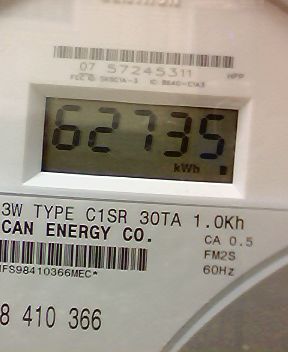 07 57245311
HPP
62735
kWh
3W TYPE C1SR 30TA 1.0Kh
CAN ENERGY CO.
CA 0.5
FM2S
60Hz
IFS98410366MEC*
8 410 366